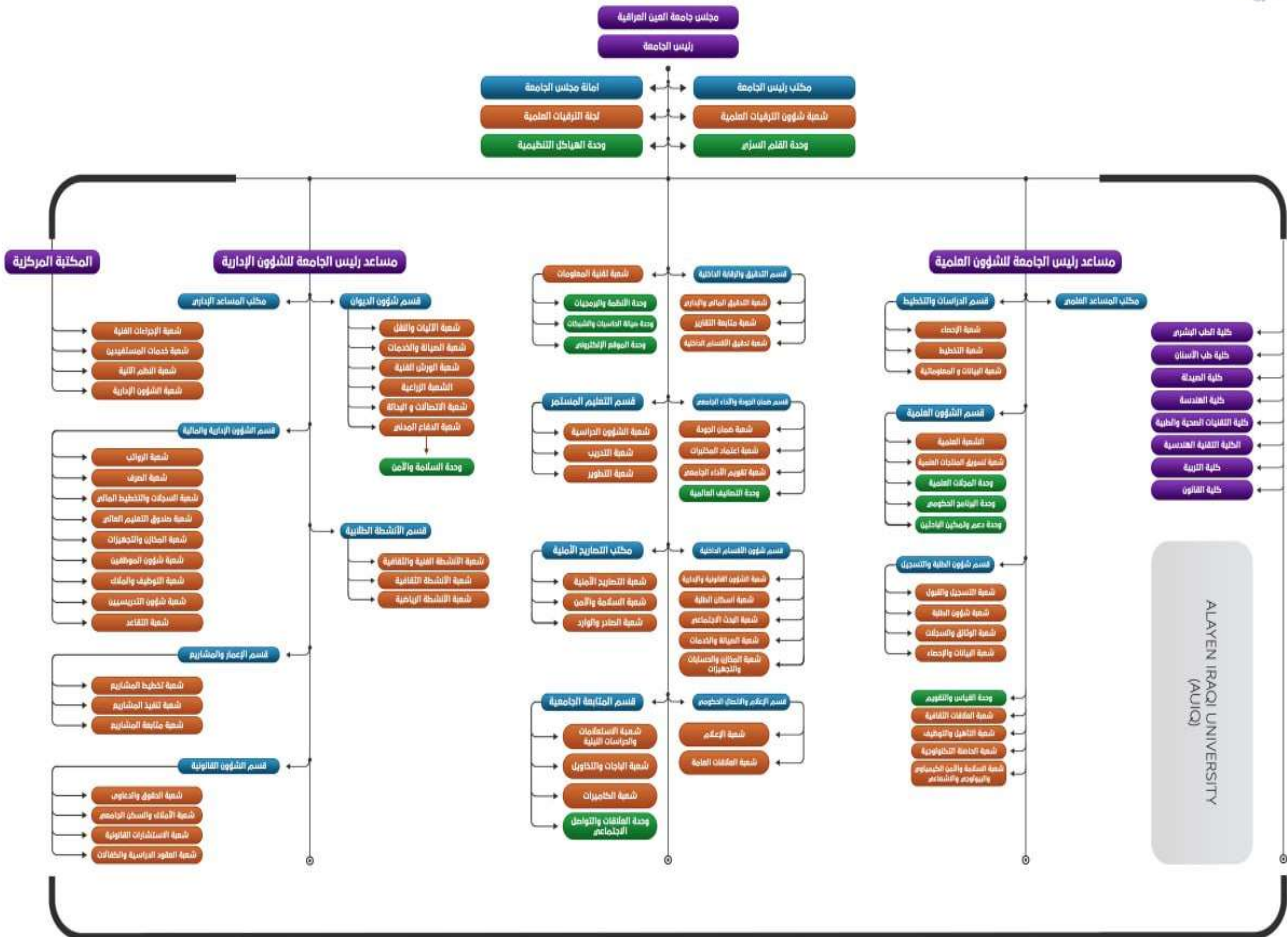 مجلس جامعة العين العراقية
رئيس الجامعة
مكتب رئيس الجامعة
امانة مجلس الجامعة
شعبة شؤون الترقيات العلمية
لجنة الترقيات العلمية
وحدة القلم السري
وحدة الهياكل التنظيمية
كلية الطب البشري
كلية طب الأسنان
كلية الصيدلة
كلية الهندسة
كلية التقنيات الصحية والطبية
الكلية التقنية الهندسية
كلية التربية
كلية القانون
ALAYEN IRAQI UNIVERSITY
(AUIQ)
مساعد رئيس الجامعة للشؤون العلمية
مكتب المساعد العلمي
قسم الدراسات والتخطيط
شعبة الإحصاء
شعبة التخطيط
شعبة البيانات و المعلوماتية
قسم الشؤون العلمية
الشعبة العلمية
شعبة تسويق المنتجات العلمية
وحدة المجلات العلمية
وحدة البرنامج الحكومي
وحدة دعم وتمكين الباحثين
قسم شؤون الطلبة والتسجيل
شعبة التسجيل والقبول
شعبة شؤون الطلبة
شعبة الوثائق والسجلات
شعبة البيانات والإحصاء
وحدة القياس والتقويم
شعبة العلاقات الثقافية
شعبة التأهيل والتوظيف
شعبة الحاضنة التكنولوجية
شعبة السلامة والأمن الكيمياوي
والبيولوجي والاشعاعي
قسم التدقيق والرقابة الداخلية
شعبة التدقيق المالي والإداري
شعبة متابعة التقارير
شعبة تدقيق الأقسام الداخلية
شعبة تقنية المعلومات
وحدة الأنظمة والبرمجيات
وحدة صيانة الحاسبات والشبكات
وحدة الموقع الإلكتروني
قسم ضمان الجودة والأداء الجامعي
شعبة ضمان الجودة
شعبة اعتماد المختبرات
شعبة تقويم الأداء الجامعي
وحدة التصانيف العالمية
قسم التعليم المستمر
شعبة الشؤون الدراسية
شعبة التدريب
شعبة التطوير
قسم شؤون الأقسام الداخلية
شعبة الشؤون القانونية والإدارية
شعبة اسكان الطلبة
شعبة البحث الاجتماعي
شعبة الصيانة والخدمات
شعبة المخازن والحسابات
والتجهيزات
مكتب التصاريح الأمنية
شعبة التصاريح الأمنية
شعبة السلامة والأمن
شعبة الصادر والوارد
قسم الإعلام والاتصال الحكومي
شعبة الإعلام
شعبة العلاقات العامة
قسم المتابعة الجامعية
شعبة الاستعلامات
والدراسات الليلية
شعبة الباجات والتخاويل
شعبة الكاميرات
وحدة العلاقات والتواصل
الاجتماعي
مساعد رئيس الجامعة للشؤون الإدارية
قسم شؤون الديوان
شعبة الآليات والنقل
شعبة الصيانة والخدمات
شعبة الورش الفنية
الشعبة الزراعية
شعبة الاتصالات و البدالة
شعبة الدفاع المدني
وحدة السلامة والأمن
قسم الأنشطة الطلابية
شعبة الأنشطة الفنية والثقافية
شعبة الأنشطة الثقافية
شعبة الأنشطة الرياضية
مكتب المساعد الإداري
المكتبة المركزية
شعبة الإجراءات الفنية
شعبة خدمات المستفيدين
شعبة النظم الآلية
شعبة الشؤون الإدارية
قسم الشؤون الإدارية والمالية
شعبة الرواتب
شعبة الصرف
شعبة السجلات والتخطيط المالي
شعبة صندوق التعليم العالي
شعبة المخازن والتجهيزات
شعبة شؤون الموظفين
شعبة التوظيف والملاك
شعبة شؤون التدريسيين
شعبة التقاعد
قسم الإعمار والمشاريع
شعبة تخطيط المشاريع
شعبة تنفيذ المشاريع
شعبة متابعة المشاريع
قسم الشؤون القانونية
شعبة الحقوق والدعاوى
شعبة الأملاك والسكن الجامعي
شعبة الاستشارات القانونية
شعبة العقود الدراسية والكفالات